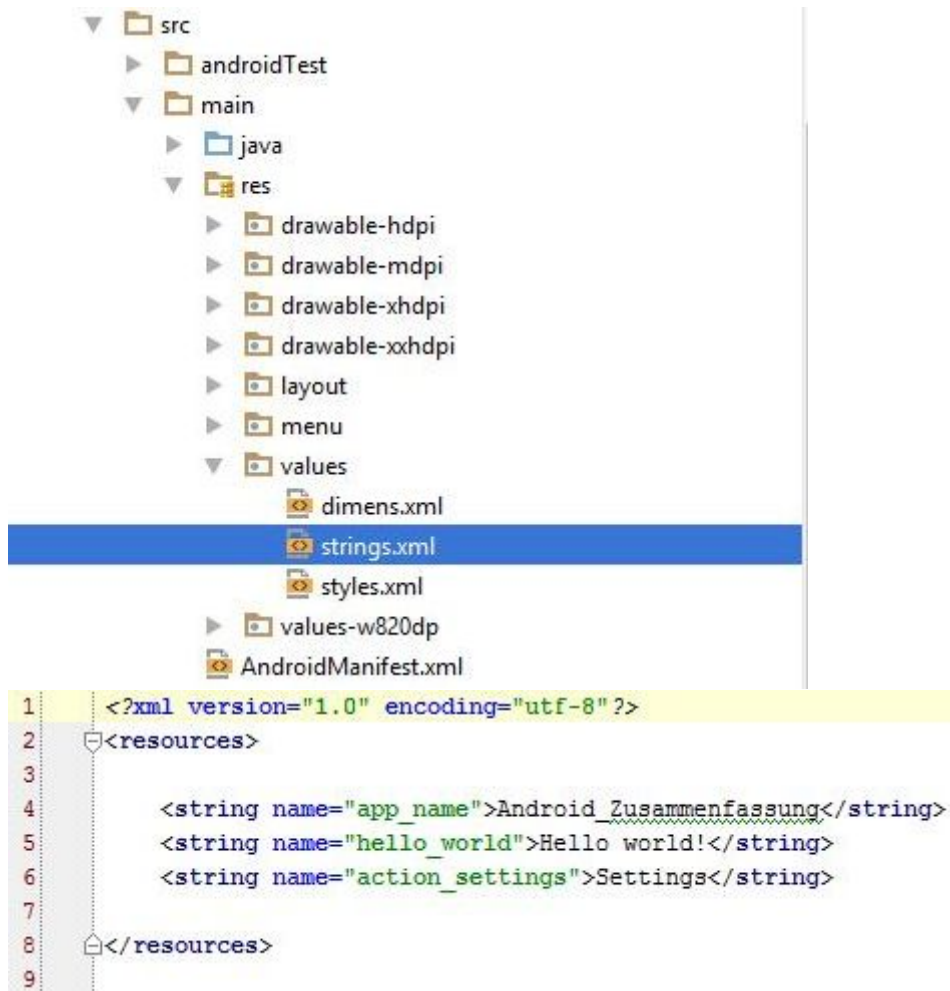 src
androidTest
main
java
res
drawable-hdpi
drawable-mdpi
drawable-xhdpi
drawable-xxhdpi
layout
menu
values
dimens.xml
strings.xml
styles.xml
values-w820dp
AndroidManifest.xml
1 <?xml version="1.0" encoding="utf-8"?>
2 <resources>
3
4 <string name="app_name">Android_Zusammenfassung</string>
5 <string name="hello_world">Hello world!</string>
6 <string name="action_settings">Settings</string>
7
8 </resources>
9